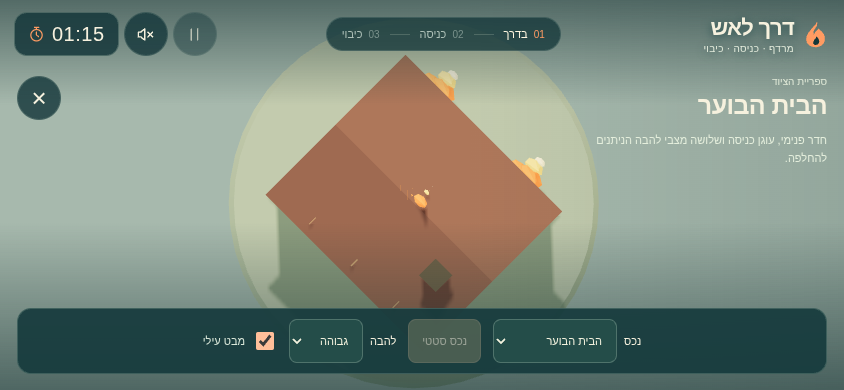 דרך לאש
מרדף · כניסה · כיבוי
01 בדרך 02 כניסה 03 כיבוי
01:15
ספריית הציוד
הבית הבוער
חדר פנימי, עוגן כניסה ושלושה מצבי להבה הניתנים
להחלפה.
נכס הבית הבוער נכס סטטי להבה גבוהה מבט עילי